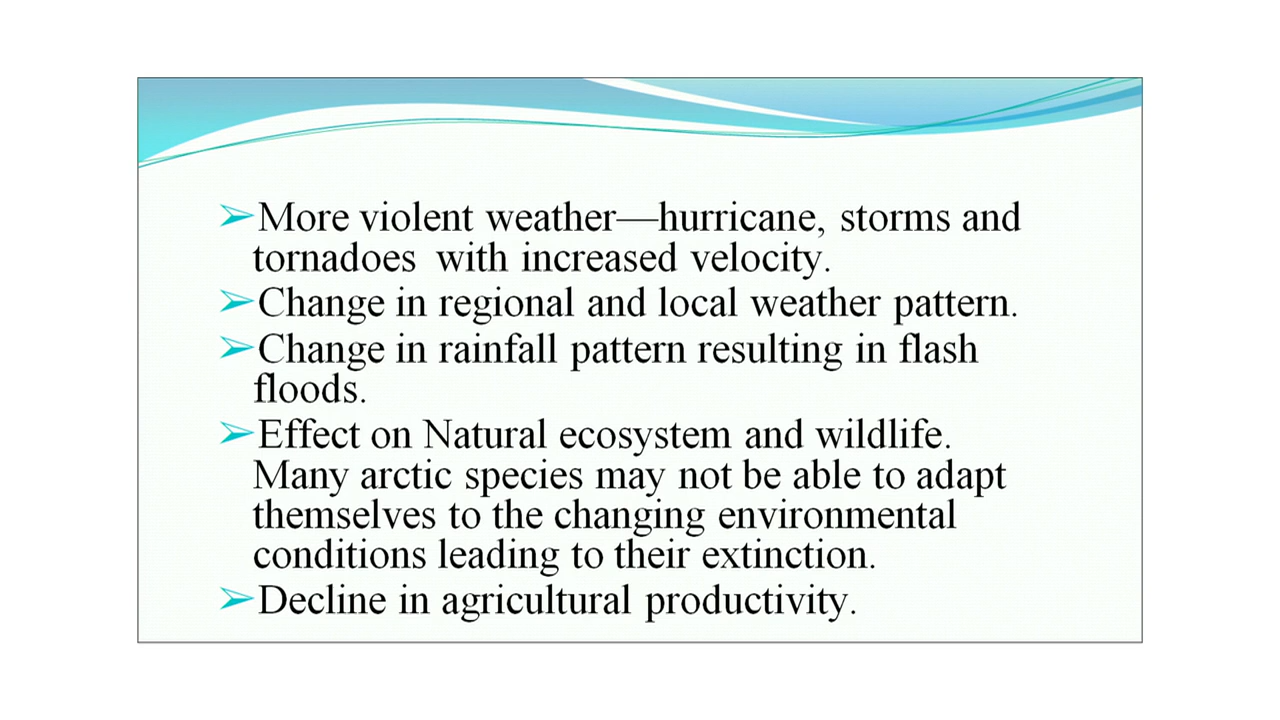 ➢More violent weather—hurricane, storms and
tornadoes  with increased velocity.
➢Change in regional and local weather pattern.
➢Change in rainfall pattern resulting in flash
floods.
➢Effect on Natural ecosystem and wildlife.
Many arctic species may not be able to adapt
themselves to the changing environmental
conditions leading to their extinction.
➢Decline in agricultural productivity.